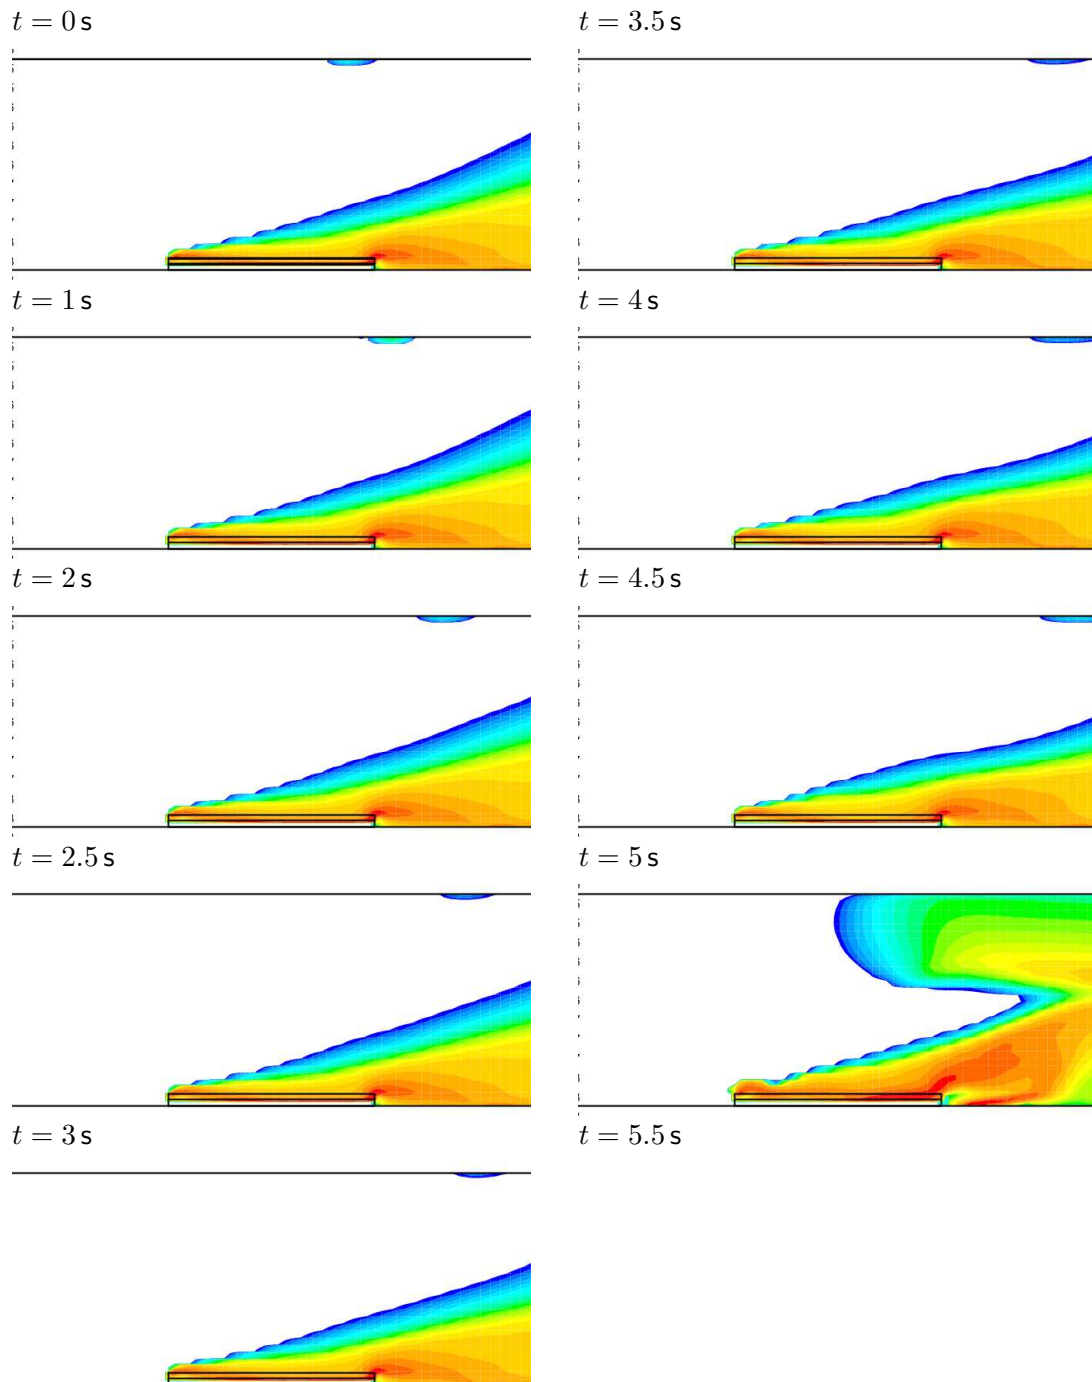 t = 0 s
t = 3.5 s
t = 1 s
t = 4 s
t = 2 s
t = 4.5 s
t = 2.5 s
t = 5 s
t = 3 s
t = 5.5 s